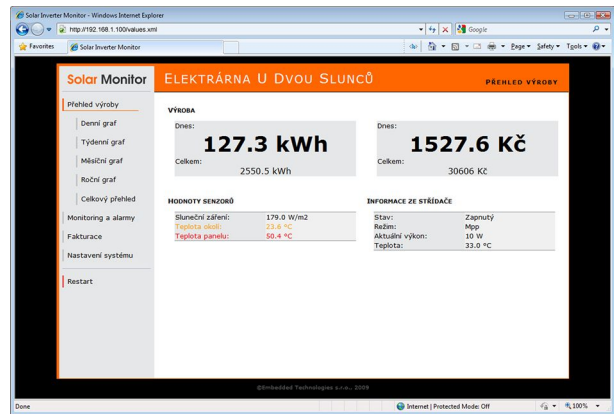 Solar Inverter Monitor - Windows Internet Explorer
http://192.168.1.100/values.xml
Google
Favorites
Solar Inverter Monitor
Page
Safety
Tools
Solar Monitor
ELEKTRÁRNA U DVOU SLUNCŮ
PŘEHLED VÝROBY
Přehled výroby
Denní graf
Týdenní graf
Měsíční graf
Roční graf
Celkový přehled
Monitoring a alarmy
Fakturace
Nastavení systému
Restart
VÝROBA
Dnes:
127.3 kWh
Celkem:
2550.5 kWh
Dnes:
1527.6 Kč
Celkem:
30606 Kč
HODNOTY SENZORŮ
Sluneční záření: 179.0 W/m2
Teplota okolí: 23.6 °C
Teplota panelu: 50.4 °C
INFORMACE ZE STŘÍDAČE
Stav: Zapnutý
Režim: Mpp
Aktuální výkon: 10 W
Teplota: 33.0 °C
©Embedded Technologies s.r.o., 2009
Done
Internet | Protected Mode: Off
100%